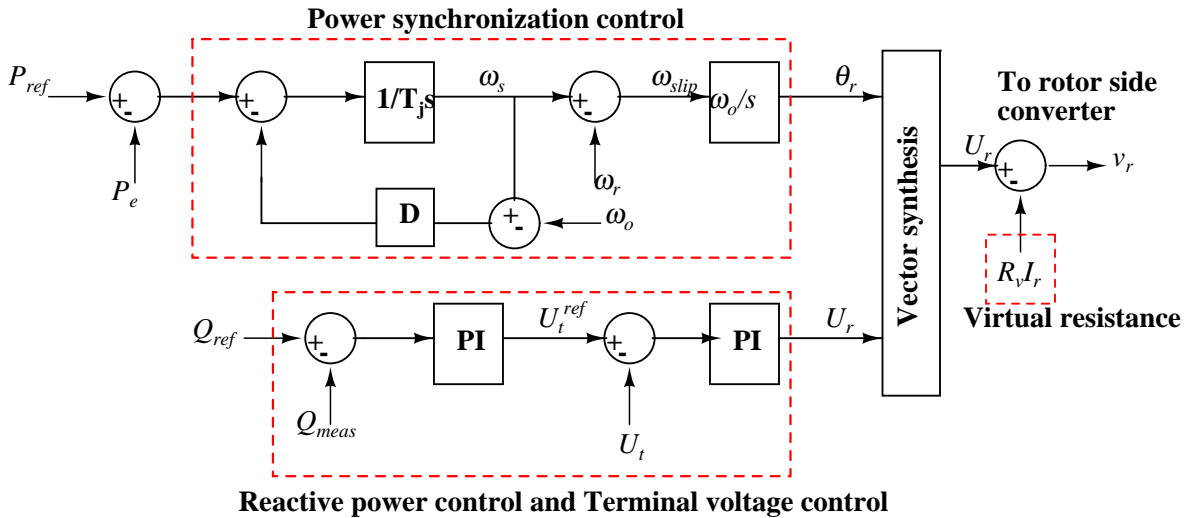 Power synchronization control
P_ref
+
-
P_e
+
-
1/T_j s
ω_s
+
-
ω_r
ω_slip
ω_o/s
θ_r
D
+
-
ω_o
Vector synthesis
To rotor side
converter
U_r
+
-
v_r
R_v I_r
Virtual resistance
Q_ref
+
-
Q_meas
PI
U_t^ref
+
-
U_t
PI
U_r
Reactive power control and Terminal voltage control